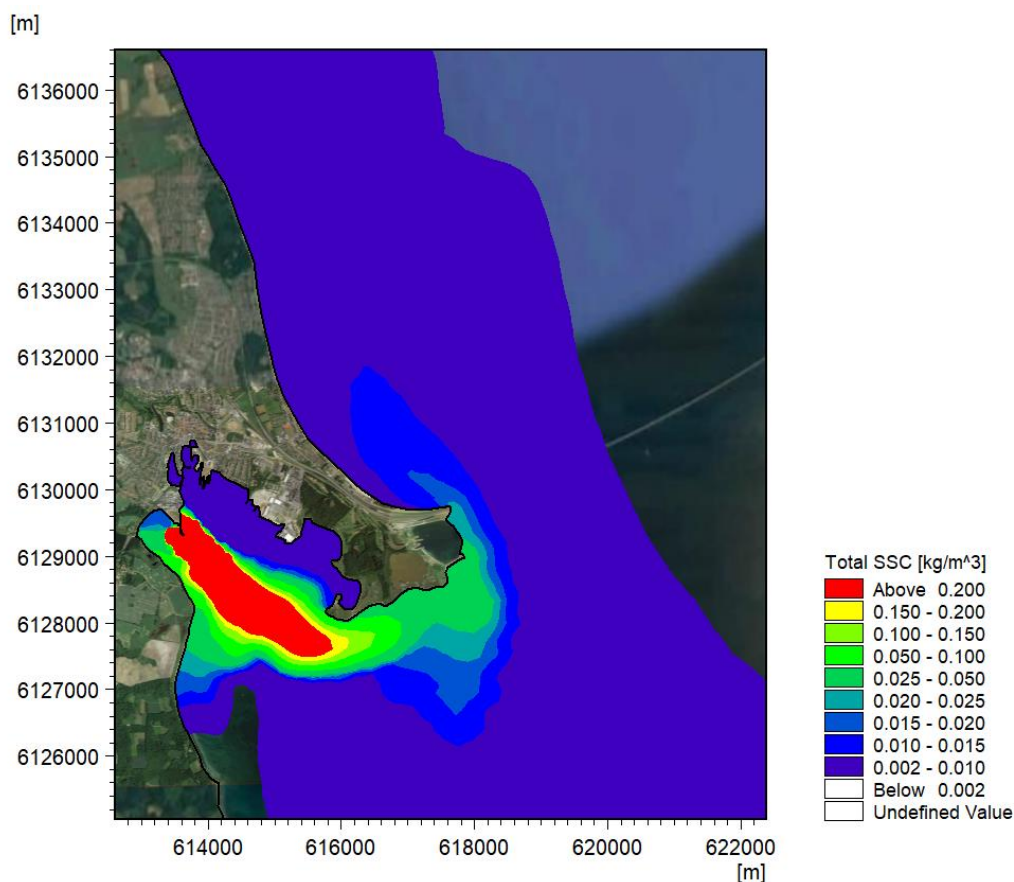 [m]
6136000
6135000
6134000
6133000
6132000
6131000
6130000
6129000
6128000
6127000
6126000
614000 616000 618000 620000 622000
[m]
Total SSC [kg/m^3]
Above 0.200
0.150 - 0.200
0.100 - 0.150
0.050 - 0.100
0.025 - 0.050
0.020 - 0.025
0.015 - 0.020
0.010 - 0.015
0.002 - 0.010
Below 0.002
Undefined Value